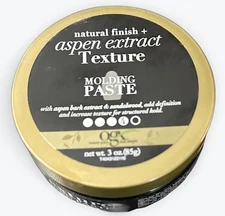 natural finish +
aspen extract
Texture
+
MOLDING
PASTE
with aspen bark extract & sandalwood, add definition
and increase texture for structured hold.
ogx
net wt. 3 oz. (85g)